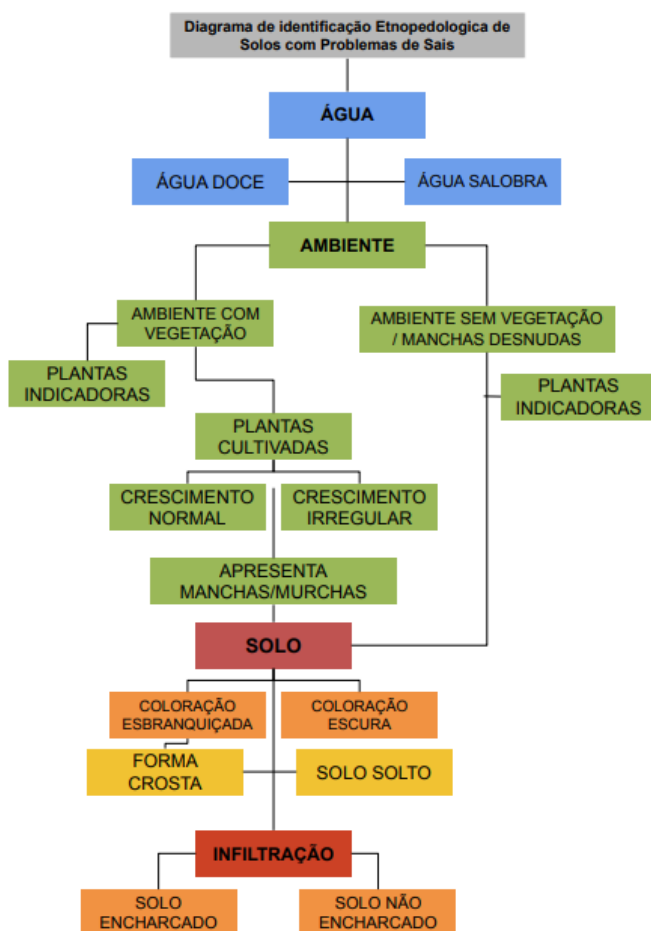 Diagrama de identificação Etnopedologica de
Solos com Problemas de Sais
ÁGUA
ÁGUA DOCE
ÁGUA SALOBRA
AMBIENTE
AMBIENTE COM
VEGETAÇÃO
AMBIENTE SEM VEGETAÇÃO
/ MANCHAS DESNUDAS
PLANTAS
INDICADORAS
PLANTAS
INDICADORAS
PLANTAS
CULTIVADAS
CRESCIMENTO
NORMAL
CRESCIMENTO
IRREGULAR
APRESENTA
MANCHAS/MURCHAS
SOLO
COLORAÇÃO
ESBRANQUIÇADA
COLORAÇÃO
ESCURA
FORMA
CROSTA
SOLO SOLTO
INFILTRAÇÃO
SOLO
ENCHARCADO
SOLO NÃO
ENCHARCADO